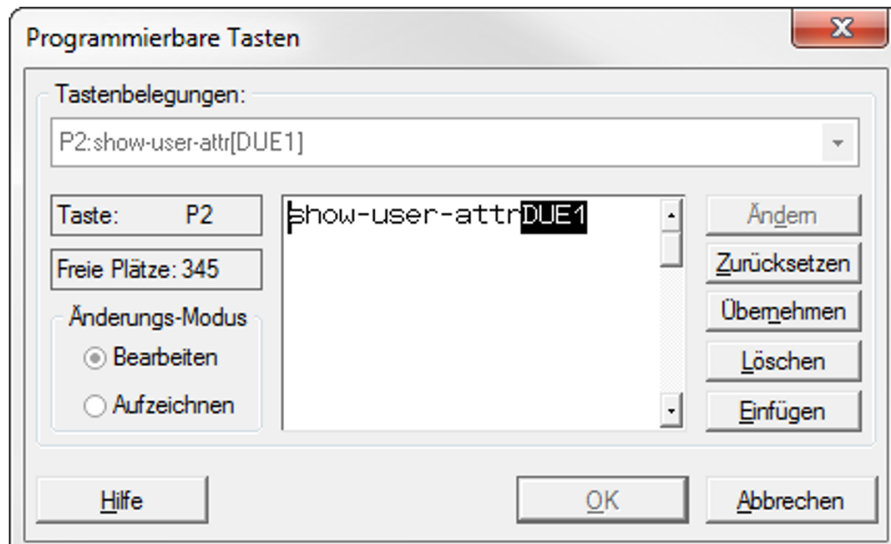 Programmierbare Tasten
Tastenbelegungen:
P2:show-user-attr[DUE1]
Taste: P2
show-user-attrDUE1
Ändern
Freie Plätze: 345
Zurücksetzen
Änderungs-Modus
Übernehmen
Bearbeiten
Löschen
Aufzeichnen
Einfügen
Hilfe
OK
Abbrechen